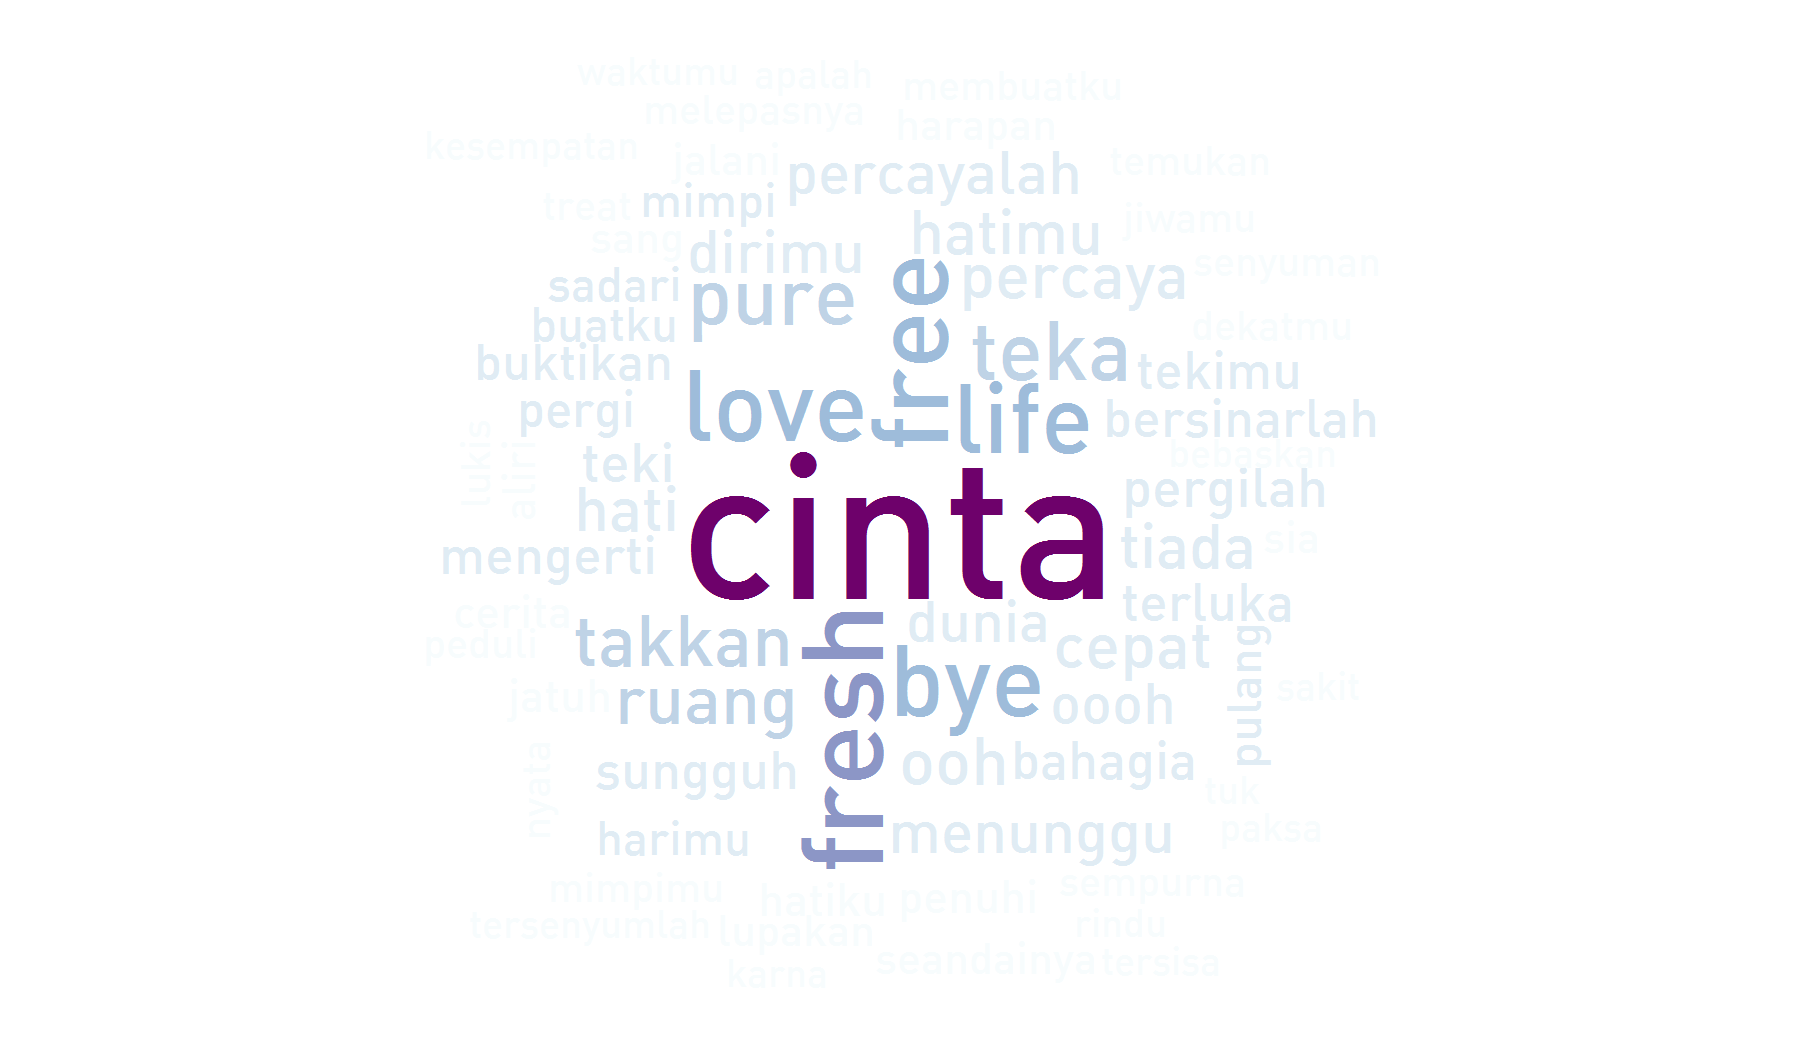 waktumu
apalah
membuatku
melepasnya
harapan
kesempatan
jalani
percayalah
temukan
treat
mimpi
hatimu
jiwamu
sang
dirimu
percaya
senyuman
sadari
pure
free
buatku
teka
dekatmu
buktikan
tekimu
pergi
love
life
bersinarlah
bebaskan
lukis
aliri
teki
pergilah
hati
cinta
tiada
sia
mengerti
cerita
dunia
terluka
peduli
takkan
cepat
pulang
jatuh
ruang
fresh
bye
oooh
sakit
nyata
sungguh
ooh
bahagia
tuk
harimu
menunggu
paksa
mimpimu
hatiku
penuhi
sempurna
tersenyumlah
lupakan
rindu
karna
seandainya
tersisa